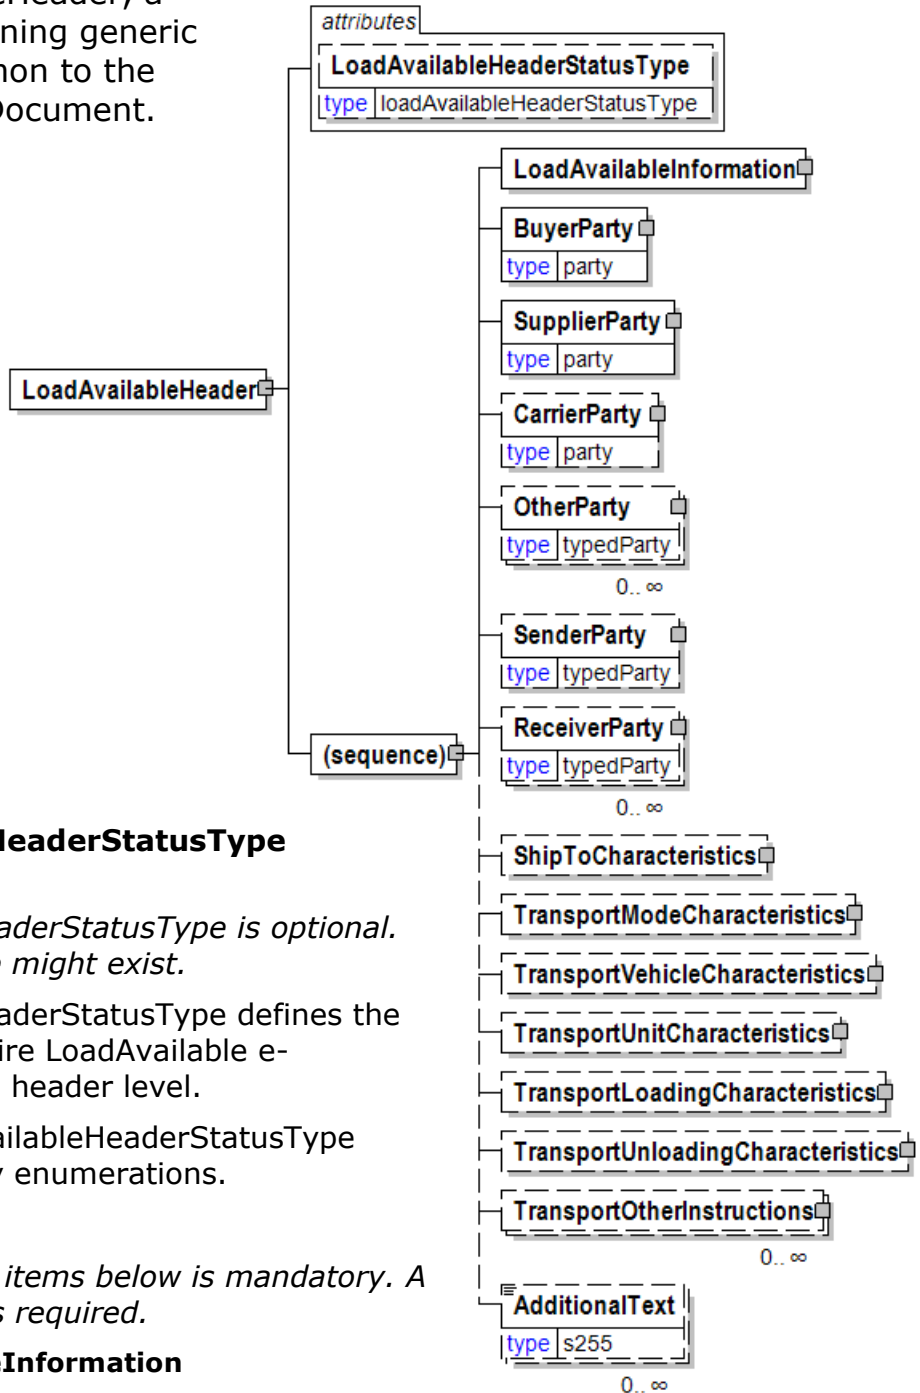 ning generic
non to the
Document.
attributes
LoadAvailableHeaderStatusType
type loadAvailableHeaderStatusType
LoadAvailableHeader
(sequence)
LoadAvailableInformation
BuyerParty
type party
SupplierParty
type party
CarrierParty
type party
OtherParty
type typedParty
0.. ∞
SenderParty
type typedParty
ReceiverParty
type typedParty
0.. ∞
ShipToCharacteristics
TransportModeCharacteristics
TransportVehicleCharacteristics
TransportUnitCharacteristics
TransportLoadingCharacteristics
TransportUnloadingCharacteristics
TransportOtherInstructions
0.. ∞
AdditionalText
type s255
0.. ∞
HeaderStatusType
aderStatusType is optional.
might exist.
aderStatusType defines the
ire LoadAvailable e-
header level.
ailableHeaderStatusType
y enumerations.
items below is mandatory. A
s required.
eInformation